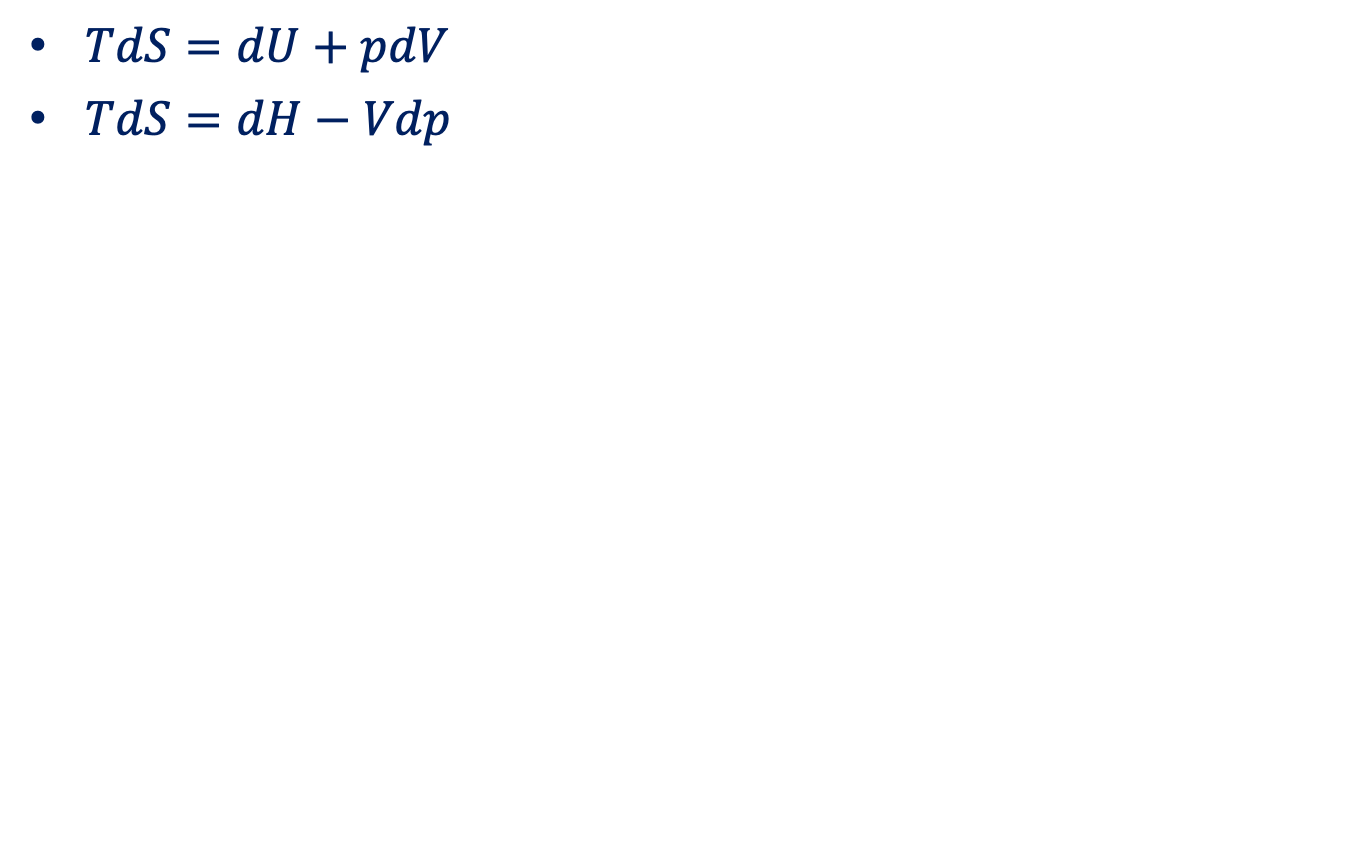 • TdS = dU + pdV
• TdS = dH − Vdp